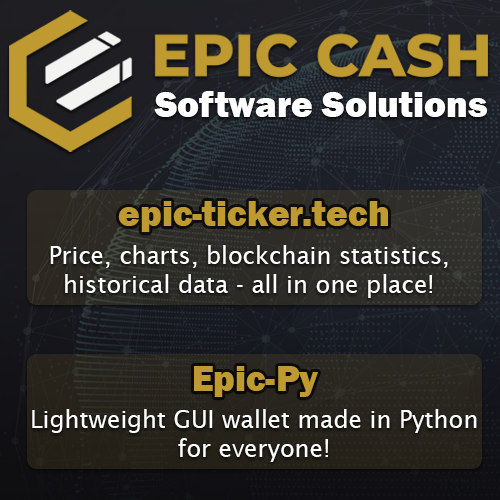 EPIC CASH
Software Solutions
epic-ticker.tech
Price, charts, blockchain statistics,
historical data - all in one place!
Epic-Py
Lightweight GUI wallet made in Python
for everyone!